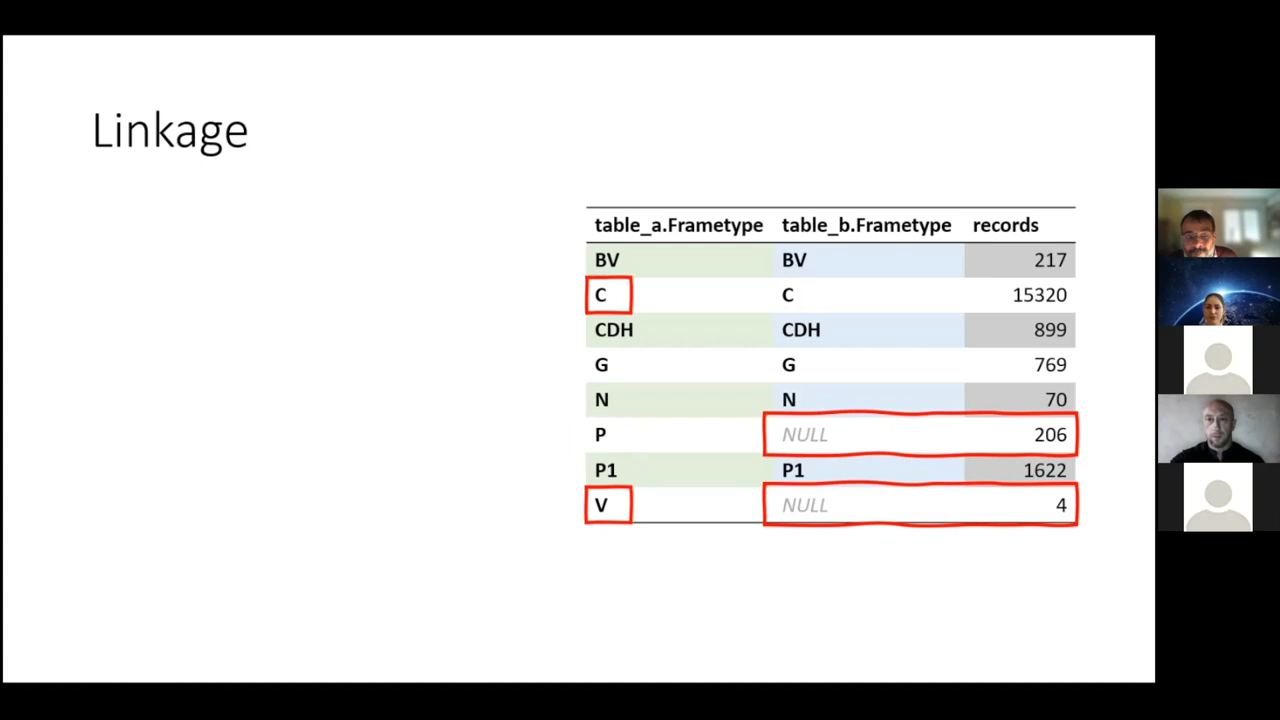 Linkage
table_a.Frametype table_b.Frametype records
BV BV 217
C C 15320
CDH CDH 899
G G 769
N N 70
P NULL 206
P1 P1 1622
V NULL 4